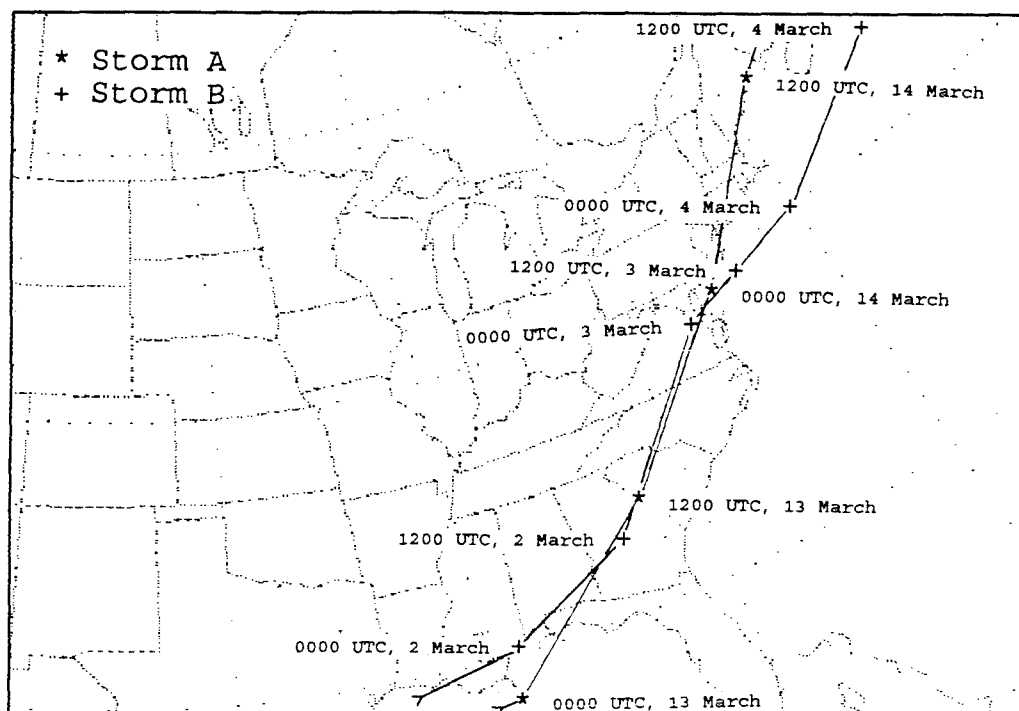 1200 UTC, 4 March
* Storm A
+ Storm B
1200 UTC, 14 March
0000 UTC, 4 March
1200 UTC, 3 March
0000 UTC, 14 March
0000 UTC, 3 March
1200 UTC, 13 March
1200 UTC, 2 March
0000 UTC, 2 March
0000 UTC, 13 March